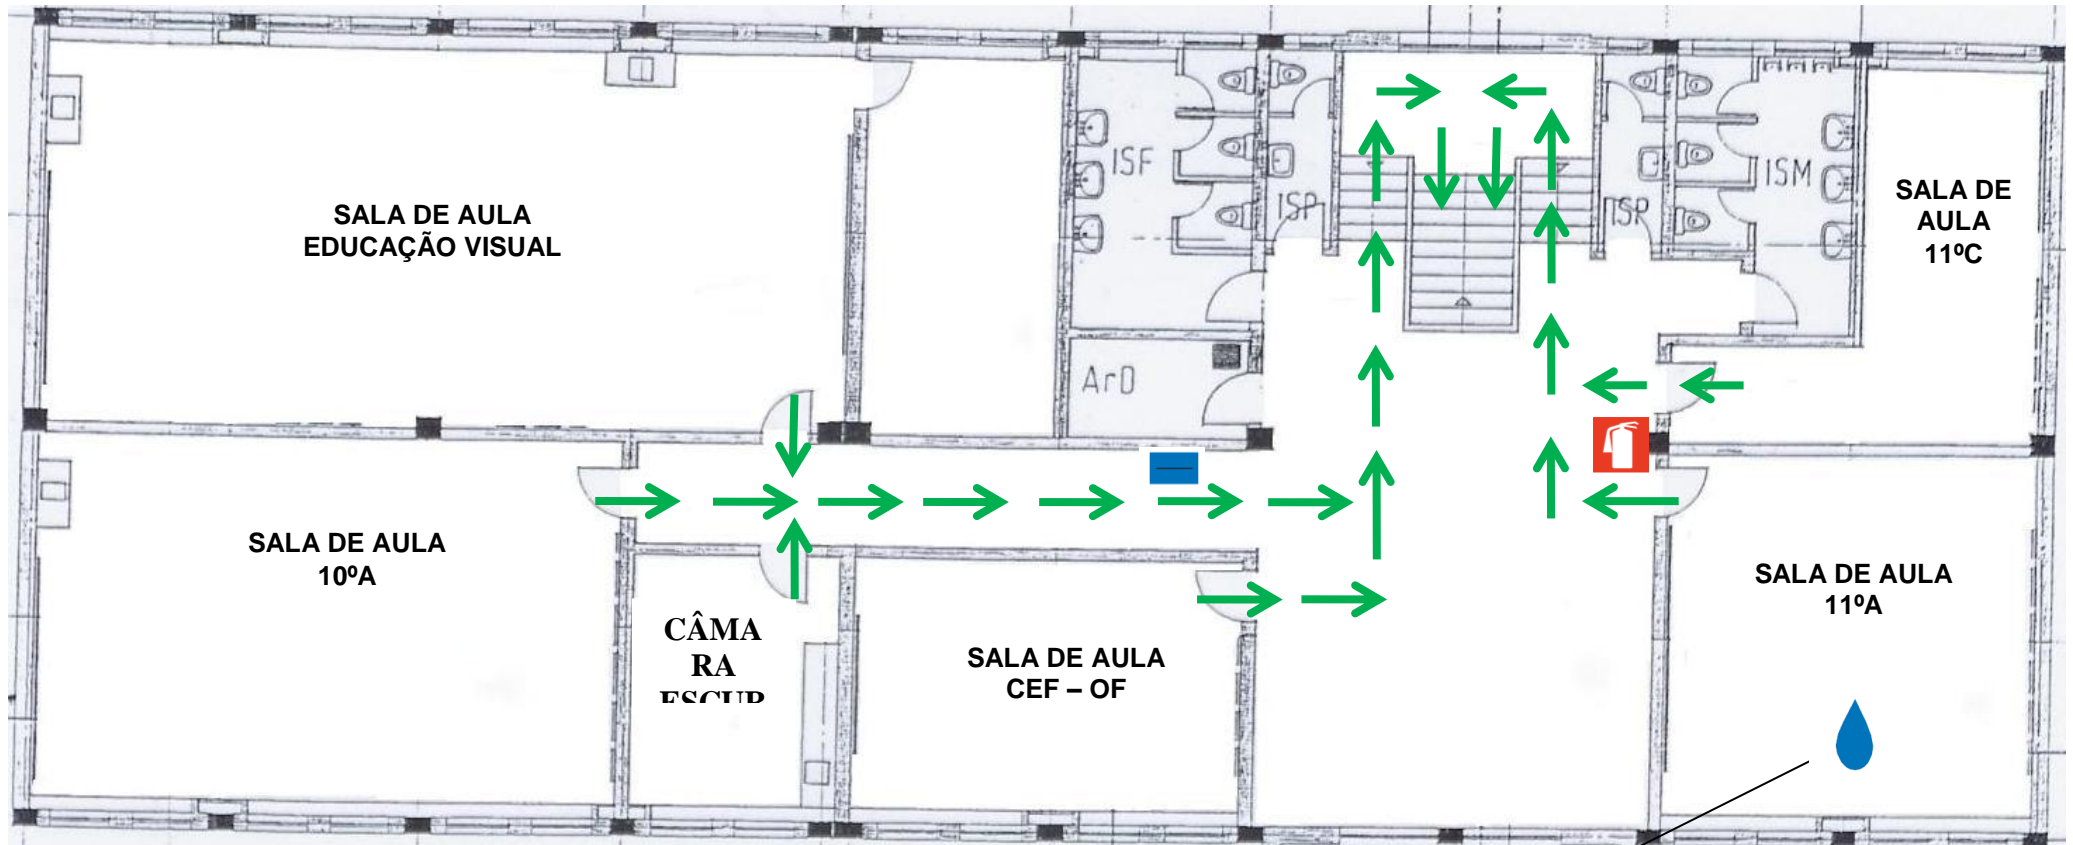 SALA DE AULA
EDUCAÇÃO VISUAL
ISF
ISP
ISP
ISM
SALA DE
AULA
11ºC
ArD
SALA DE AULA
10ºA
CÂMA
RA
ESCUR
SALA DE AULA
CEF – OF
SALA DE AULA
11ºA